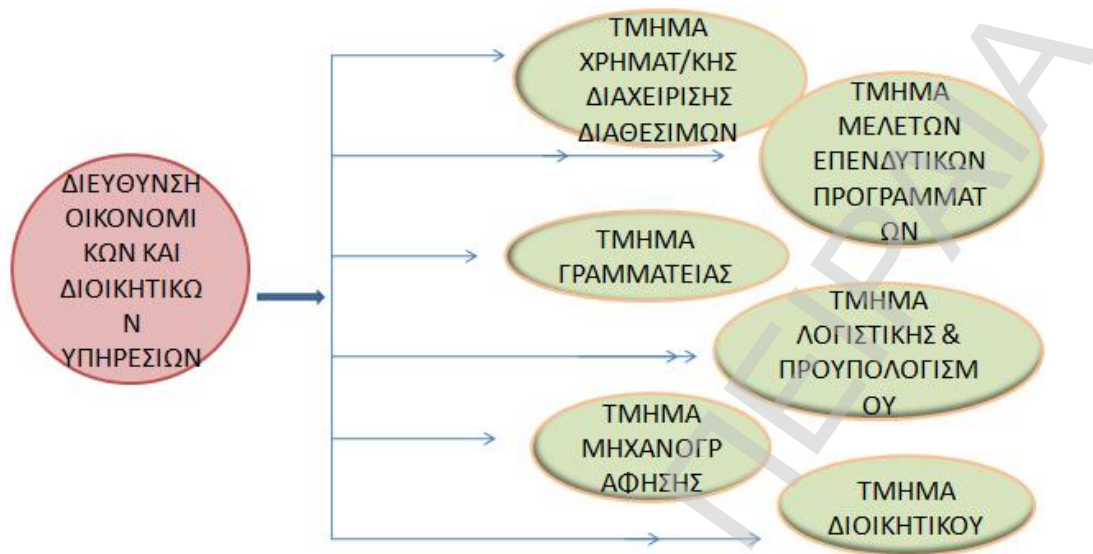 ΔΙΕΥΘΥΝΣΗ
ΟΙΚΟΝΟΜΙ
ΚΩΝ ΚΑΙ
ΔΙΟΙΚΗΤΙΚΩ
Ν
ΥΠΗΡΕΣΙΩΝ
ΤΜΗΜΑ
ΧΡΗΜΑΤ/ΚΗΣ
ΔΙΑΧΕΙΡΙΣΗΣ
ΔΙΑΘΕΣΙΜΩΝ
ΤΜΗΜΑ
ΜΕΛΕΤΩΝ
ΕΠΕΝΔΥΤΙΚΩΝ
ΠΡΟΓΡΑΜΜΑΤ
ΩΝ
ΤΜΗΜΑ
ΓΡΑΜΜΑΤΕΙΑΣ
ΤΜΗΜΑ
ΛΟΓΙΣΤΙΚΗΣ &
ΠΡΟΥΠΟΛΟΓΙΣΜ
ΟΥ
ΤΜΗΜΑ
ΜΗΧΑΝΟΓΡ
ΑΦΗΣΗΣ
ΤΜΗΜΑ
ΔΙΟΙΚΗΤΙΚΟΥ
ΠΕΙΡΑΙΑ